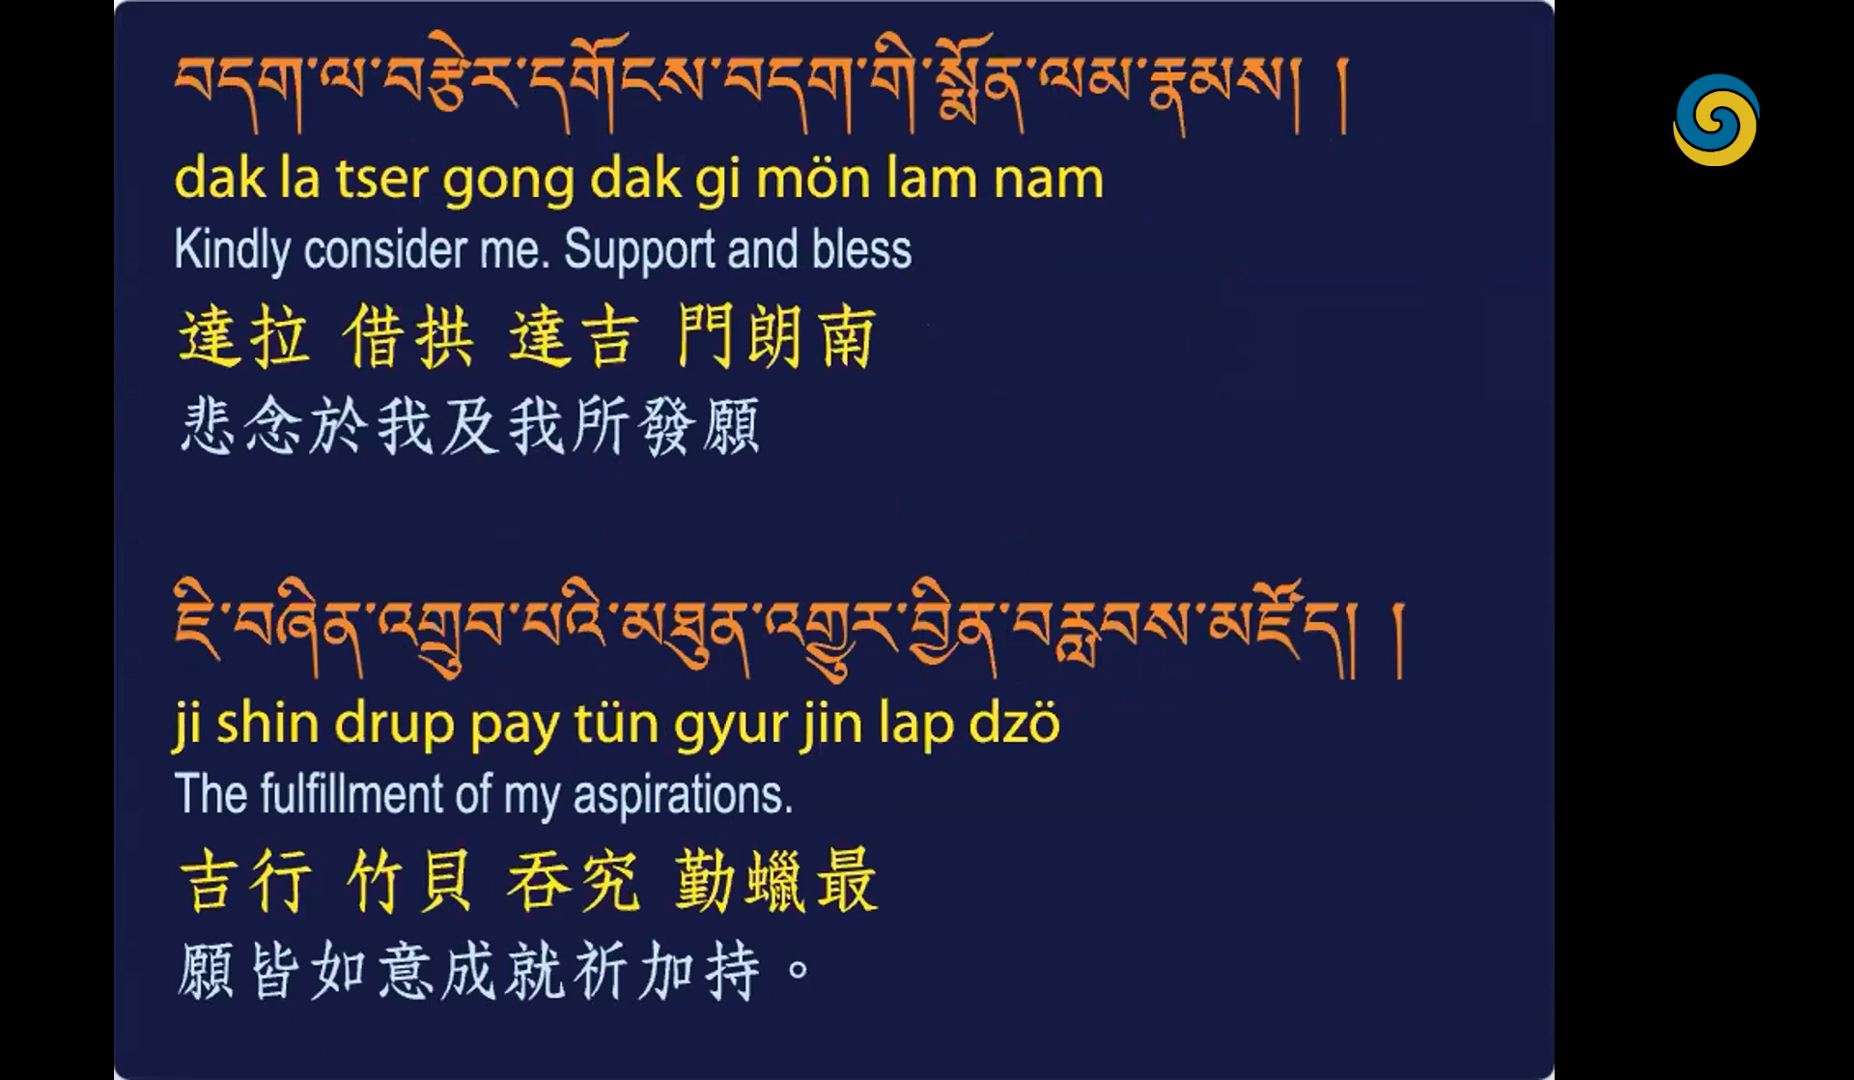 བདག་ལ་བརྩེར་དགོངས་བདག་གི་སྨོན་ལམ་རྣམས། །
dak la tser gong dak gi mön lam nam
Kindly consider me. Support and bless
達拉 借拱 達吉 門朗南
悲念於我及我所發願
ཇི་བཞིན་འགྲུབ་པའི་མཐུན་འགྱུར་བྱིན་བརླབས་མཛོད། །
ji shin drup pay tün gyur jin lap dzö
The fulfillment of my aspirations.
吉行 竹貝 吞究 勤蠟最
願皆如意成就祈加持。